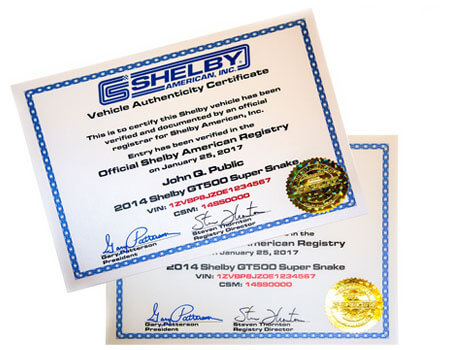 SHELBY
AMERICAN, INC.
Vehicle Authenticity Certificate
This is to certify this Shelby vehicle has been
verified and documented by an official
registrar for Shelby American, Inc.
Entry has been verified in the
Official Shelby American Registry
on January 25, 2017
John Q. Public
2014 Shelby GT500 Super Snake
VIN: 1ZVBP8JZDE1234567
CSM: 14SS0000
Gary Patterson
President
Steven Thornton
Registry Director
American Registry
January 25, 2017
2014 Shelby GT500 Super Snake
VIN: 1ZVBP8JZDE1234567
CSM: 14SS0000
Gary Patterson
President
Steven Thornton
Registry Director